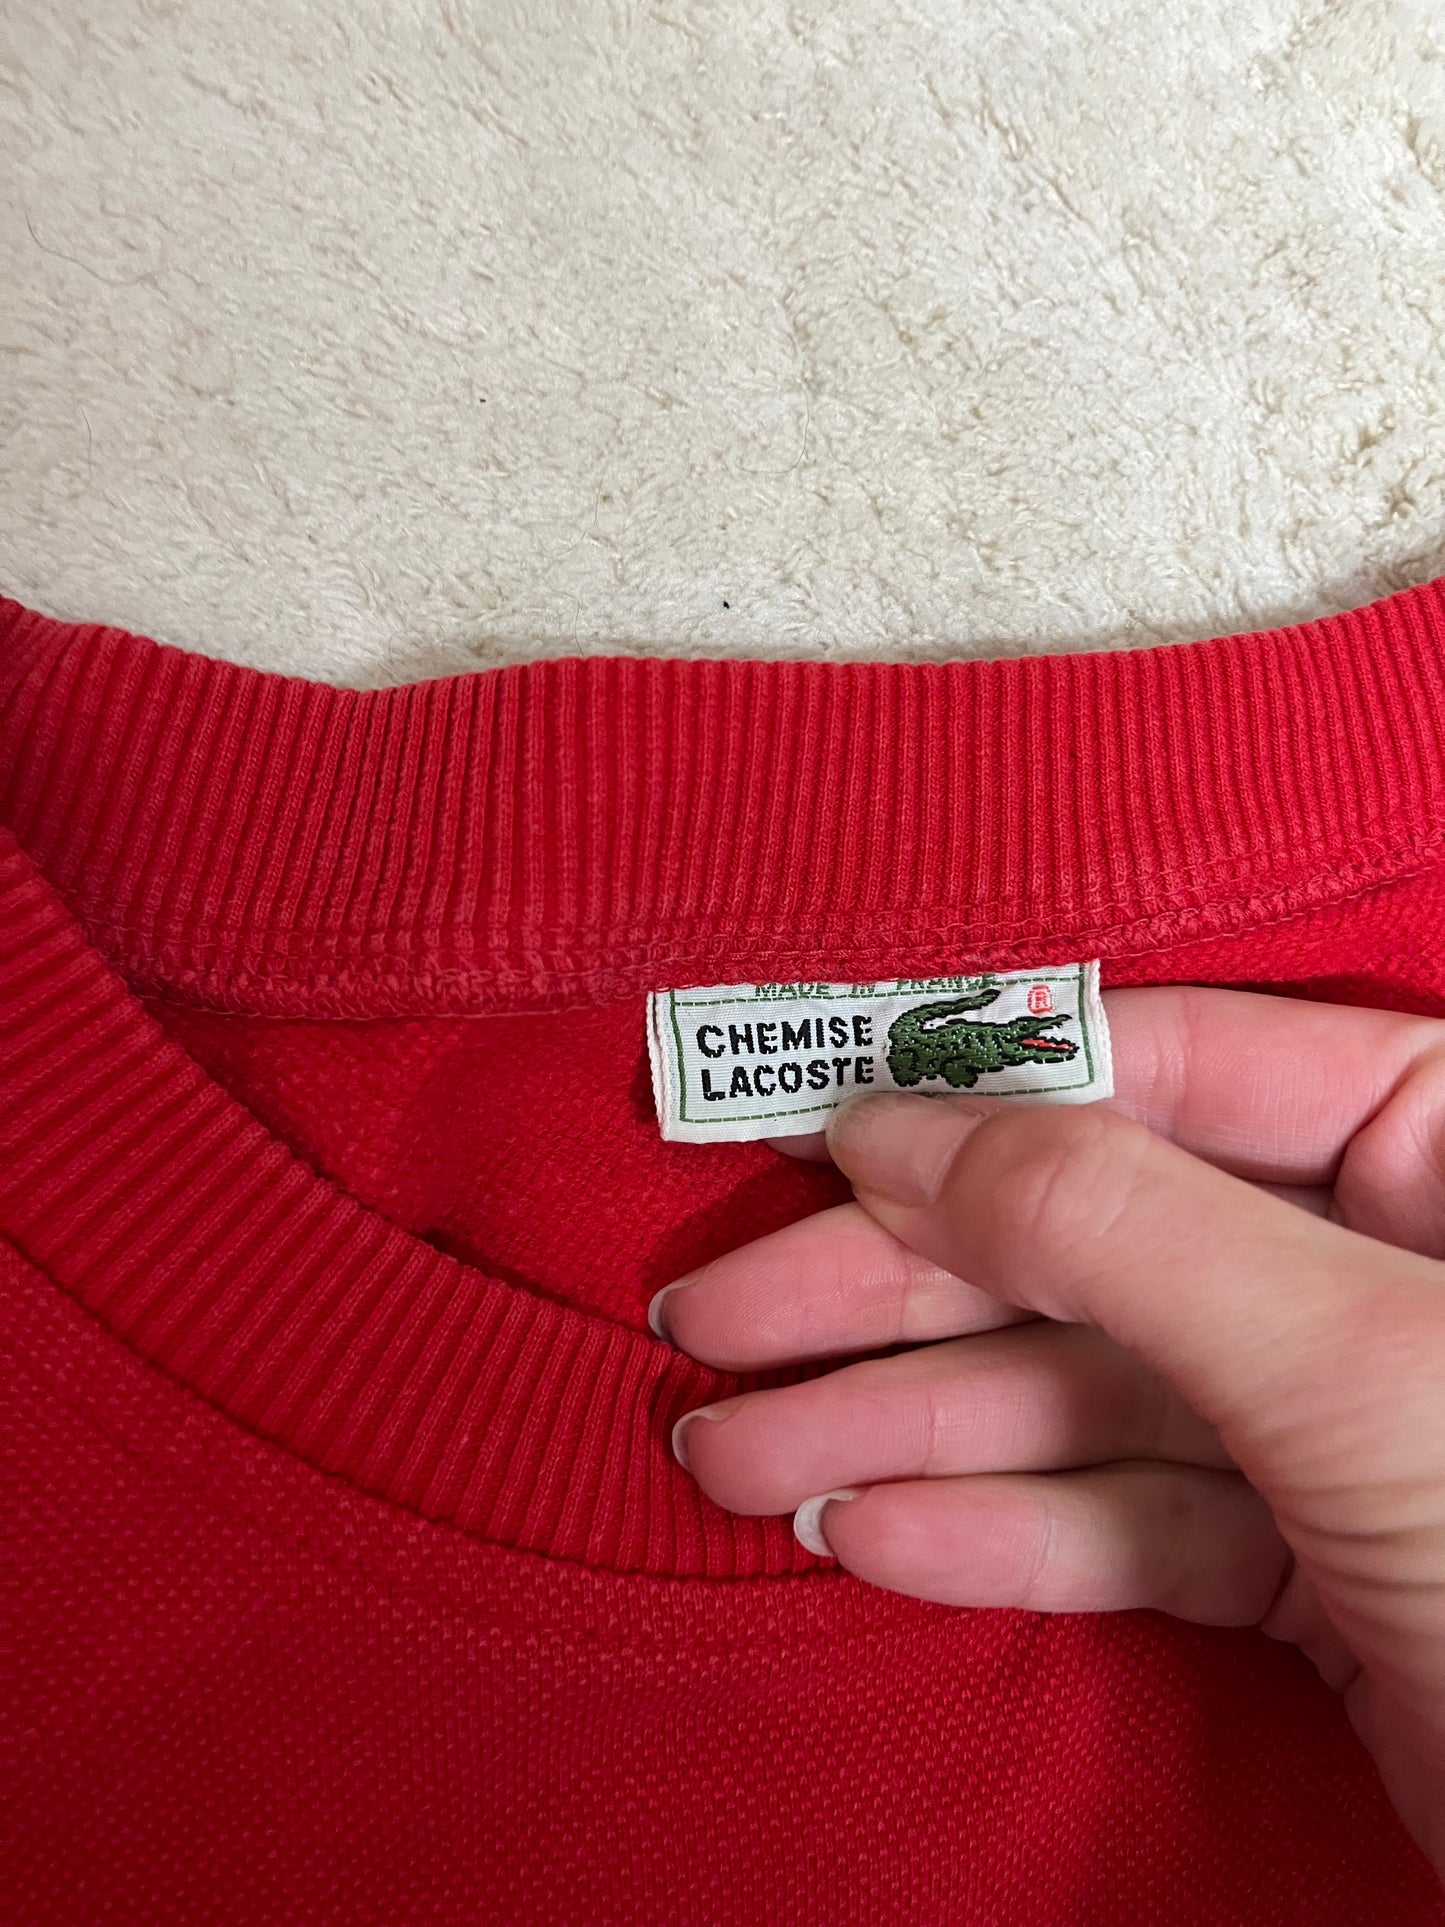 MADE IN FRANCE
CHEMISE
LACOSTE
®